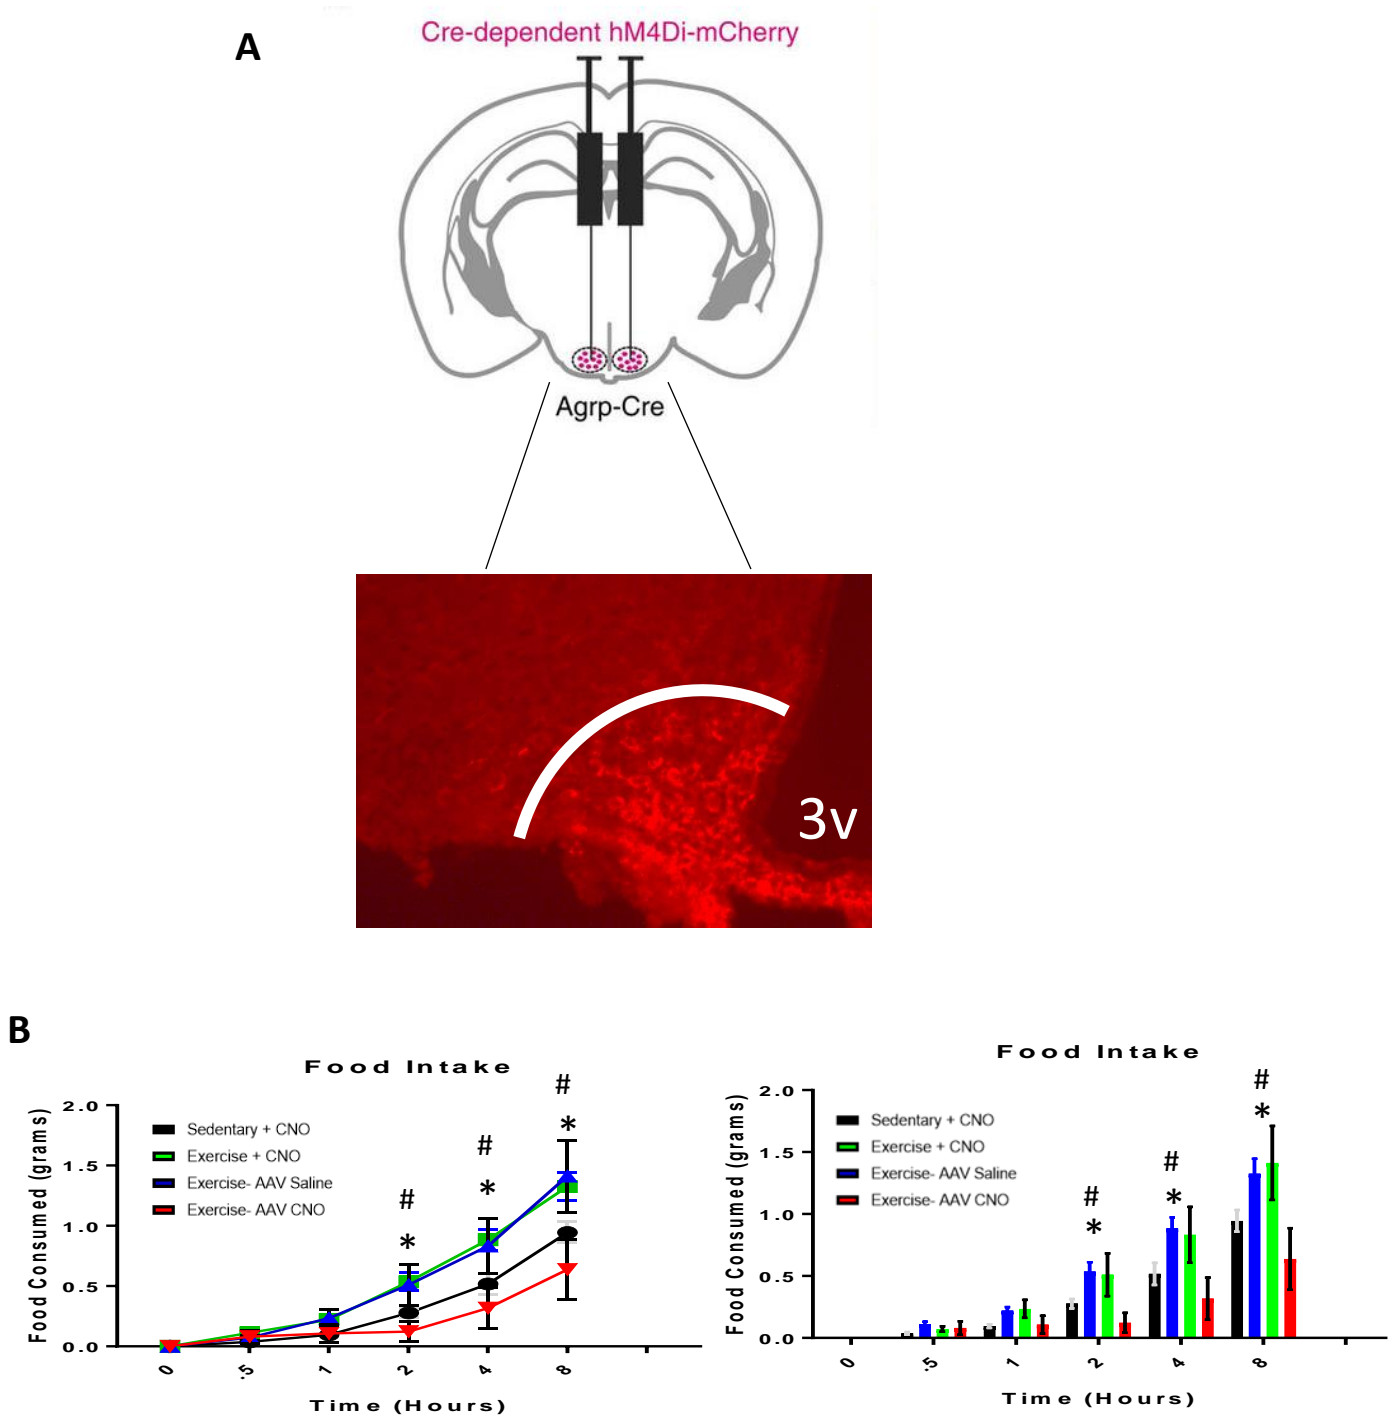 A
Cre-dependent hM4Di-mCherry
Agrp-Cre
3v
B
Food Intake
Food Consumed (grams)
2.0
1.5
1.0
0.5
0.0
Sedentary + CNO
Exercise + CNO
Exercise- AAV Saline
Exercise- AAV CNO
#
*
#
*
#
*
0
.5
1
2
4
8
Time (Hours)
Food Intake
Food Consumed (grams)
2.0
1.5
1.0
0.5
0.0
Sedentary + CNO
Exercise + CNO
Exercise- AAV Saline
Exercise- AAV CNO
#
*
#
*
#
*
0
.5
1
2
4
8
Time (Hours)